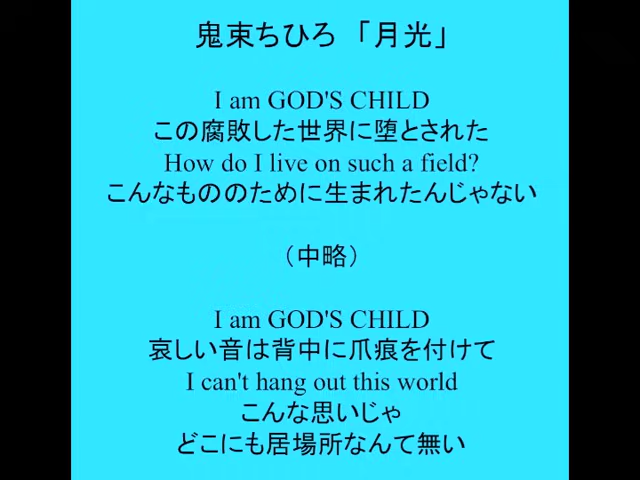 鬼束ちひろ 「月光」
I am GOD'S CHILD
この腐敗した世界に堕とされた
How do I live on such a field?
こんなもののために生まれたんじゃない
（中略）
I am GOD'S CHILD
哀しい音は背中に爪痕を付けて
I can't hang out this world
こんな思いじゃ
どこにも居場所なんて無い